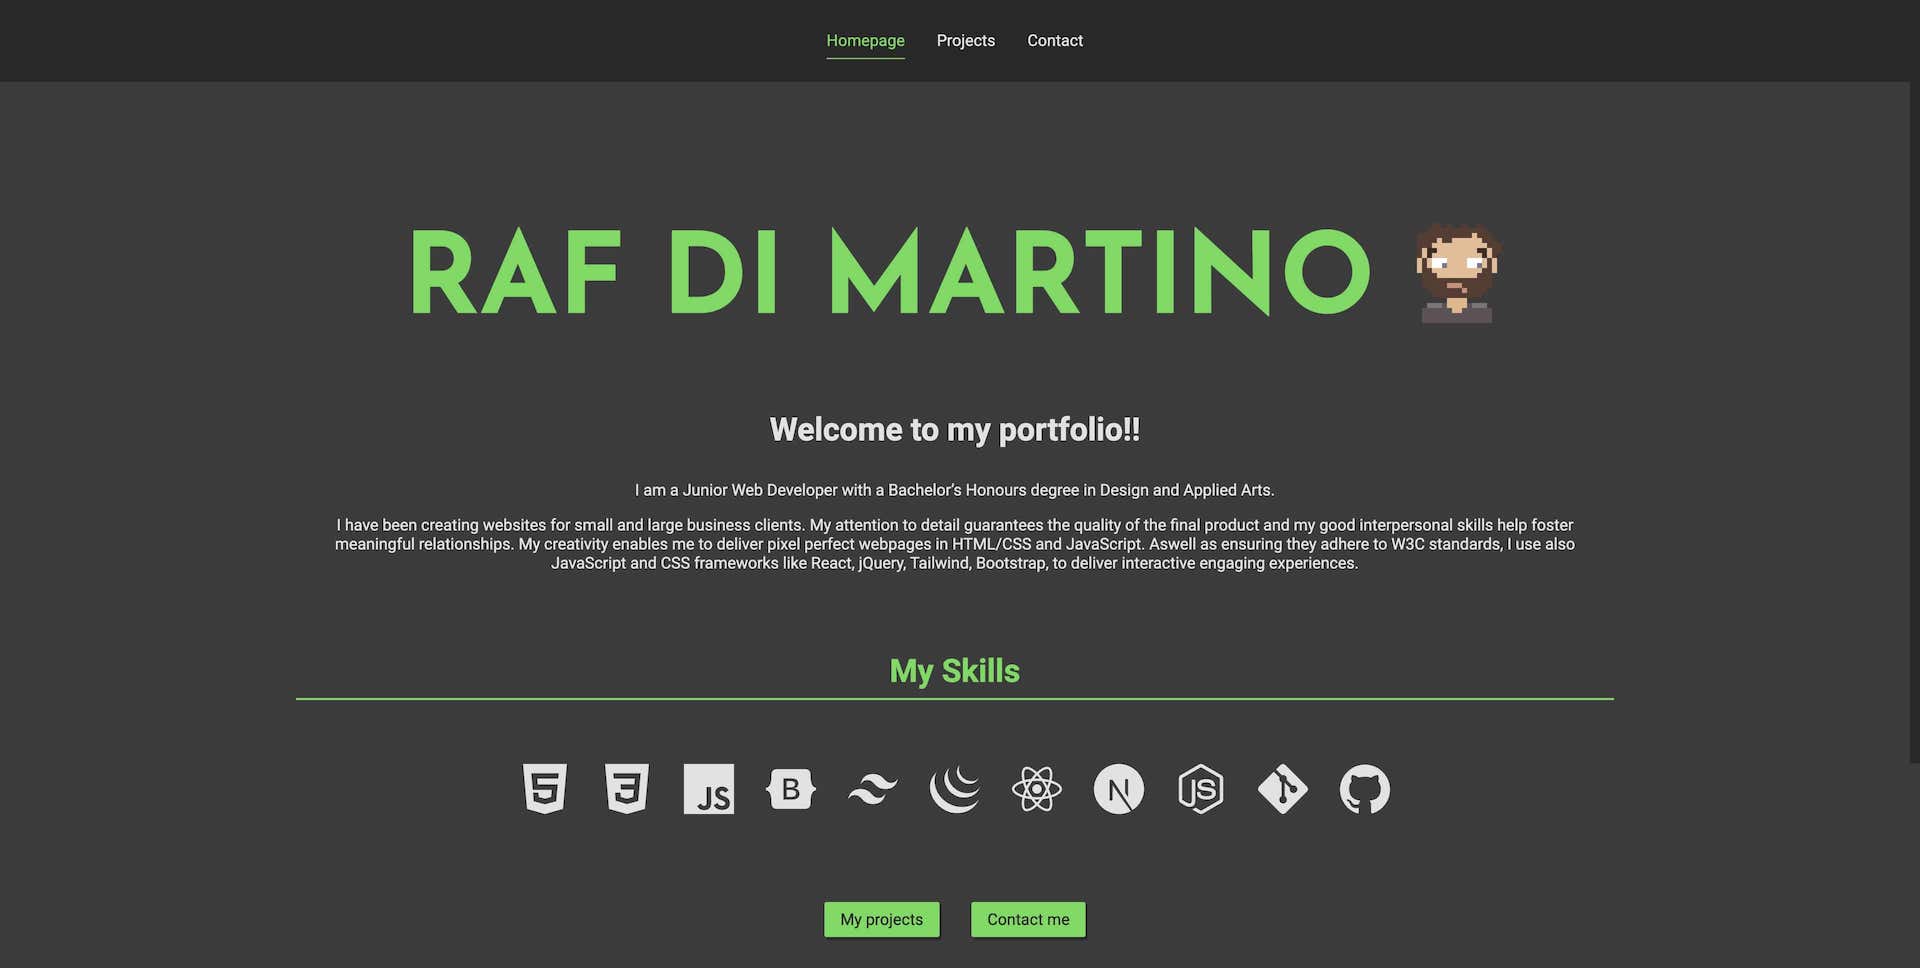 Homepage Projects Contact
RAF DI MARTINO
Welcome to my portfolio!!
I am a Junior Web Developer with a Bachelor’s Honours degree in Design and Applied Arts.
I have been creating websites for small and large business clients. My attention to detail guarantees the quality of the final product and my good interpersonal skills help foster
meaningful relationships. My creativity enables me to deliver pixel perfect webpages in HTML/CSS and JavaScript. Aswell as ensuring they adhere to W3C standards, I use also
JavaScript and CSS frameworks like React, jQuery, Tailwind, Bootstrap, to deliver interactive engaging experiences.
My Skills
5 3 JS B N JS
My projects Contact me